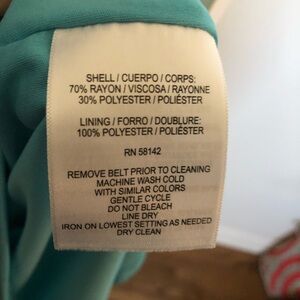 SHELL / CUERPO / CORPS:
70% RAYON / VISCOSA / RAYONNE
30% POLYESTER / POLIÉSTER
LINING / FORRO / DOUBLURE:
100% POLYESTER / POLIÉSTER
RN 58142
REMOVE BELT PRIOR TO CLEANING
MACHINE WASH COLD
WITH SIMILAR COLORS
GENTLE CYCLE
DO NOT BLEACH
LINE DRY
IRON ON LOWEST SETTING AS NEEDED
DRY CLEAN